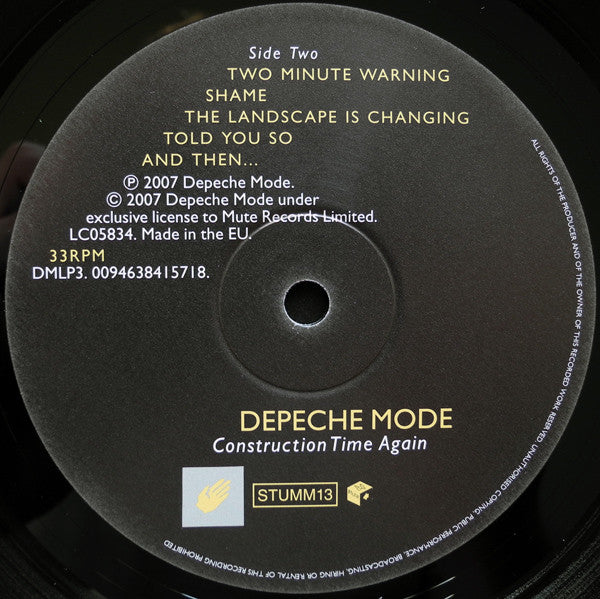 Side Two
TWO MINUTE WARNING
SHAME
THE LANDSCAPE IS CHANGING
TOLD YOU SO
AND THEN...
℗ 2007 Depeche Mode.
© 2007 Depeche Mode under
exclusive license to Mute Records Limited.
LC05834. Made in the EU.
33RPM
DMLP3. 0094638415718.
DEPECHE MODE
Construction Time Again
STUMM13
ALL RIGHTS OF THE PRODUCER AND OF THE OWNER OF THIS RECORDED WORK RESERVED. UNAUTHORISED COPYING, PUBLIC PERFORMANCE, BROADCASTING, HIRING OR RENTAL OF THIS RECORDING PROHIBITED